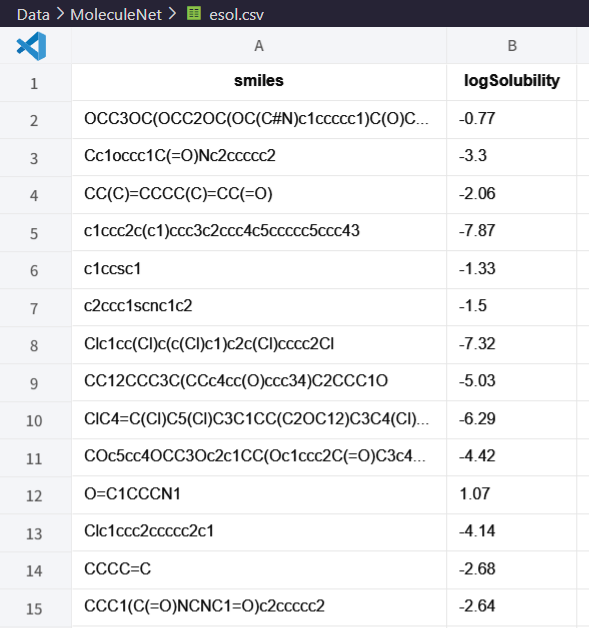 Data > MoleculeNet > esol.csv
A B
1 smiles logSolubility
2 OCC3OC(OCC2OC(OC(C#N)c1ccccc1)C(O)C... -0.77
3 Cc1occc1C(=O)Nc2ccccc2 -3.3
4 CC(C)=CCCC(C)=CC(=O) -2.06
5 c1ccc2c(c1)ccc3c2ccc4c5ccccc5ccc43 -7.87
6 c1ccsc1 -1.33
7 c2ccc1scnc1c2 -1.5
8 Clc1cc(Cl)c(c(Cl)c1)c2c(Cl)cccc2Cl -7.32
9 CC12CCC3C(CCc4cc(O)ccc34)C2CCC1O -5.03
10 ClC4=C(Cl)C5(Cl)C3C1CC(C2OC12)C3C4(Cl)... -6.29
11 COc5cc4OCC3Oc2c1CC(Oc1ccc2C(=O)C3c4... -4.42
12 O=C1CCCN1 1.07
13 Clc1ccc2ccccc2c1 -4.14
14 CCCC=C -2.68
15 CCC1(C(=O)NCNC1=O)c2ccccc2 -2.64